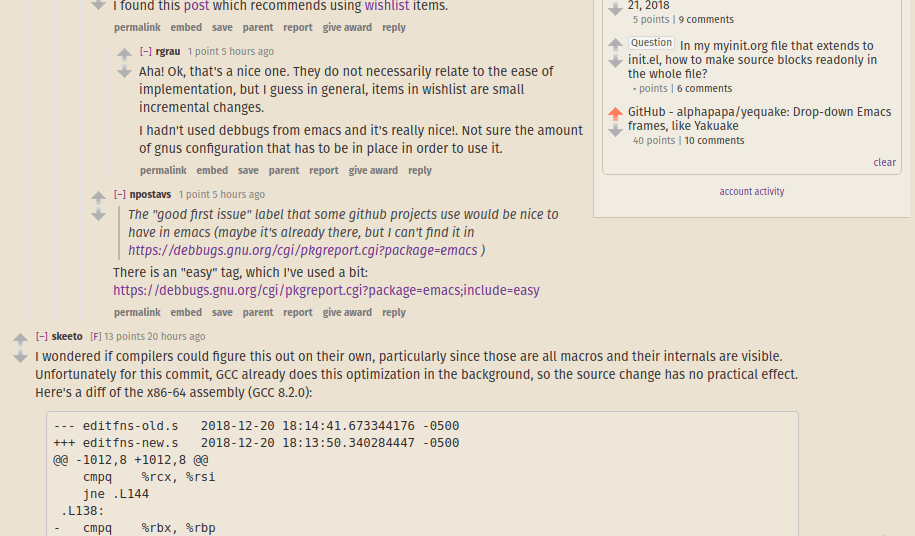 I found this post which recommends using wishlist items.
permalink embed save parent report give award reply
[–] rgrau 1 point 5 hours ago
Aha! Ok, that's a nice one. They do not necessarily relate to the ease of
implementation, but I guess in general, items in wishlist are small
incremental changes.
I hadn't used debbugs from emacs and it's really nice!. Not sure the amount
of gnus configuration that has to be in place in order to use it.
permalink embed save parent report give award reply
[–] npostavs 1 point 5 hours ago
The "good first issue" label that some github projects use would be nice to
have in emacs (maybe it's already there, but I can't find it in
https://debbugs.gnu.org/cgi/pkgreport.cgi?package=emacs )
There is an "easy" tag, which I've used a bit:
https://debbugs.gnu.org/cgi/pkgreport.cgi?package=emacs;include=easy
permalink embed save parent report give award reply
[–] skeeto [F] 13 points 20 hours ago
I wondered if compilers could figure this out on their own, particularly since those are all macros and their internals are visible.
Unfortunately for this commit, GCC already does this optimization in the background, so the source change has no practical effect.
Here's a diff of the x86-64 assembly (GCC 8.2.0):
--- editfns-old.s 2018-12-20 18:14:41.673344176 -0500
+++ editfns-new.s 2018-12-20 18:13:50.340284447 -0500
@@ -1012,8 +1012,8 @@
cmpq %rcx, %rsi
jne .L144
.L138:
- cmpq %rbx, %rbp
21, 2018
5 points | 9 comments
Question In my myinit.org file that extends to
init.el, how to make source blocks readonly in
the whole file?
• points | 6 comments
GitHub - alphapapa/yequake: Drop-down Emacs
frames, like Yakuake
40 points | 10 comments
clear
account activity